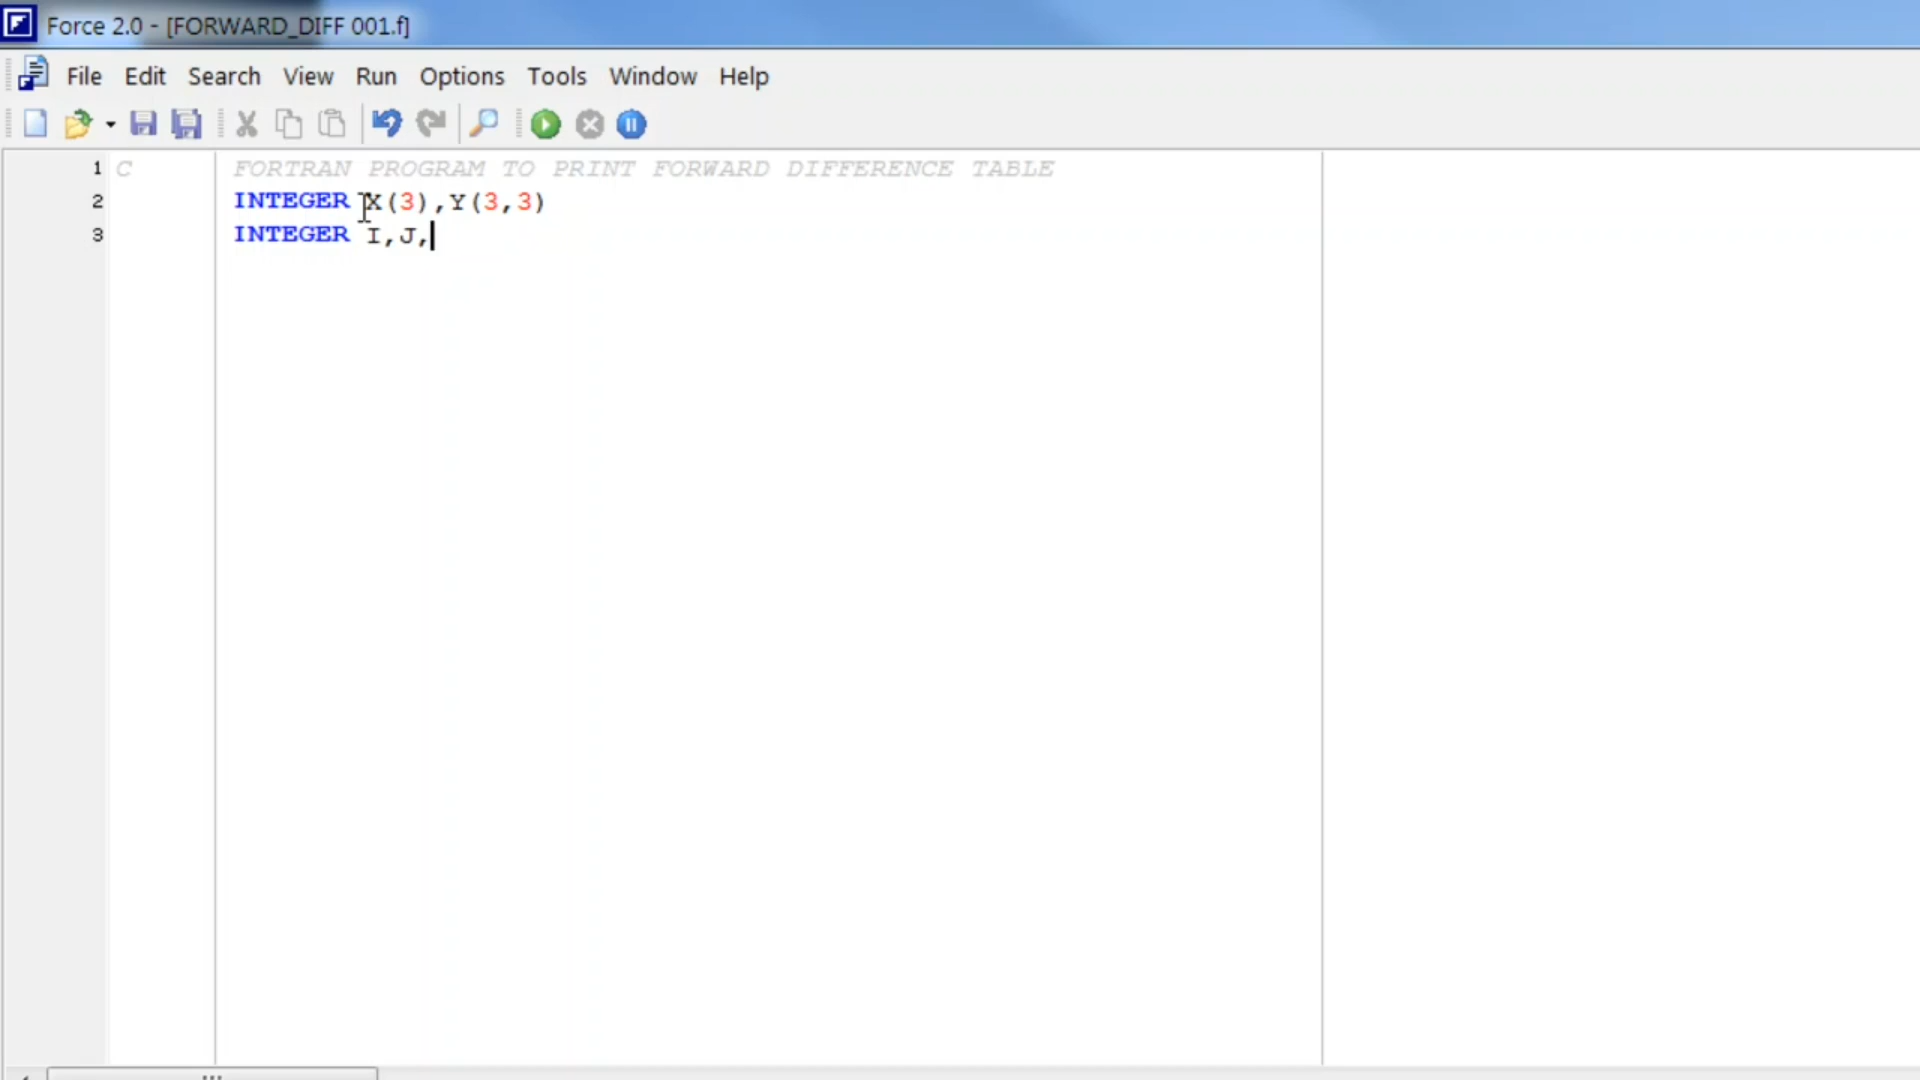 Force 2.0 - [FORWARD_DIFF 001.f]
File Edit Search View Run Options Tools Window Help
1 C FORTRAN PROGRAM TO PRINT FORWARD DIFFERENCE TABLE
2 INTEGER X(3),Y(3,3)
3 INTEGER I,J,